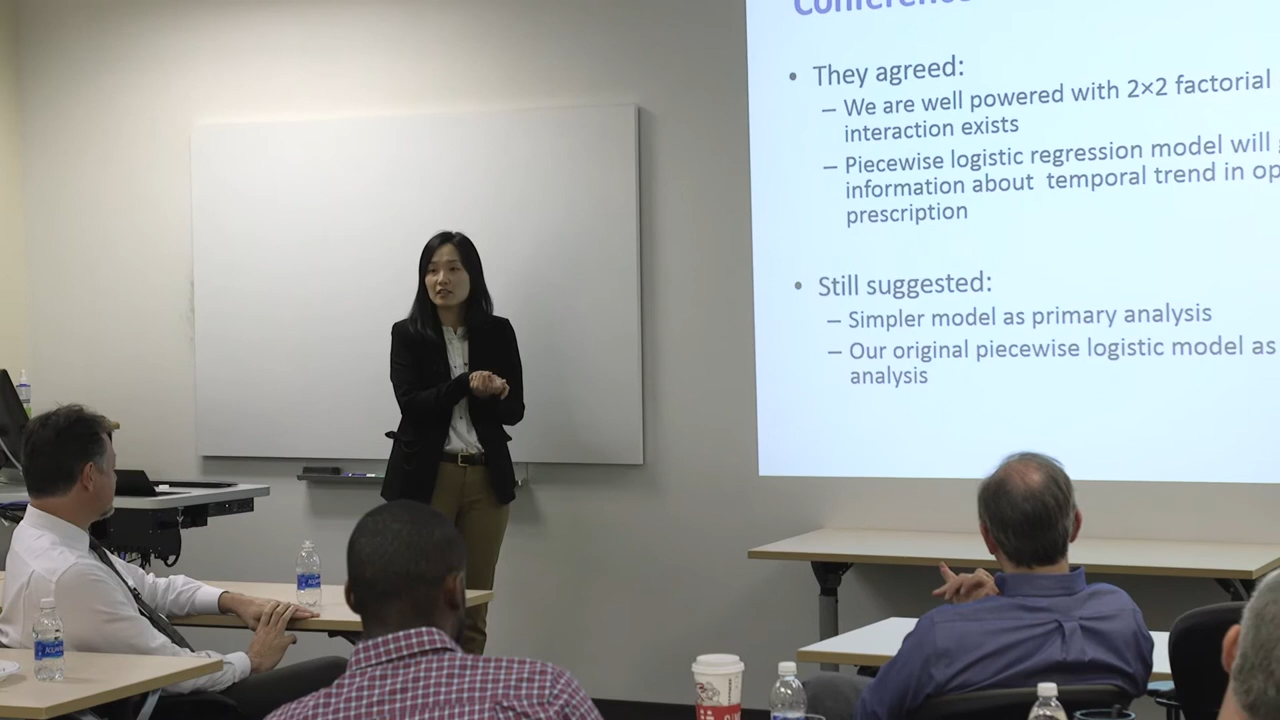 They agreed:
– We are well powered with 2×2 factorial
interaction exists
– Piecewise logistic regression model will
information about temporal trend in
prescription
Still suggested:
– Simpler model as primary analysis
– Our original piecewise logistic model as
analysis